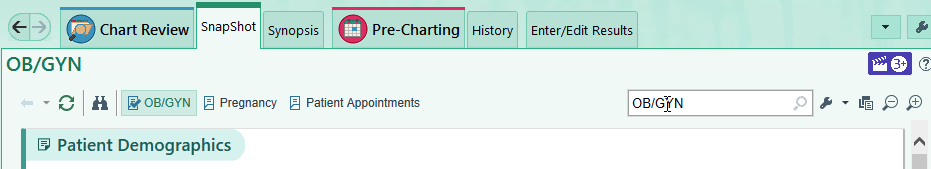 Chart Review SnapShot Synopsis Pre-Charting History Enter/Edit Results
OB/GYN 3+
OB/GYN Pregnancy Patient Appointments OB/GYN
Patient Demographics